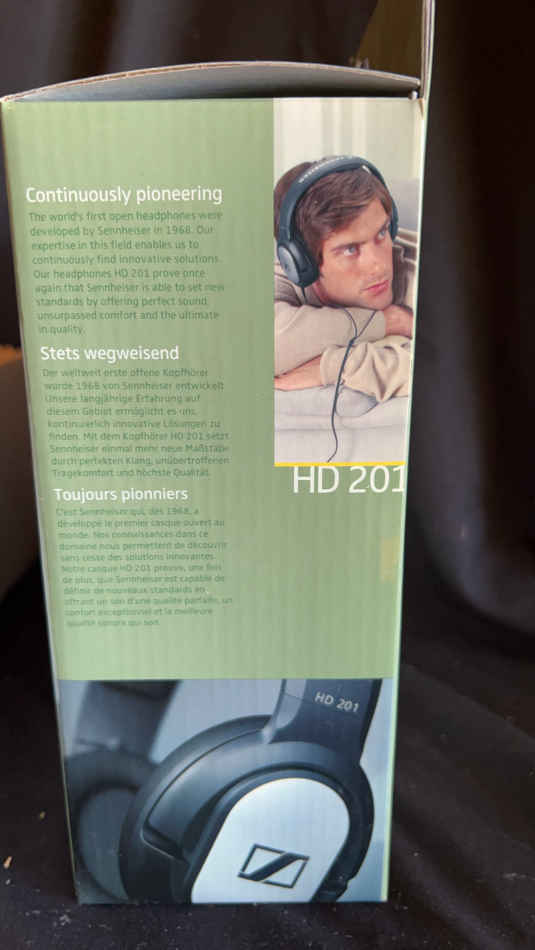 Continuously pioneering
The world's first open headphones were
developed by Sennheiser in 1968. Our
expertise in this field enables us to
continuously find innovative solutions.
Our headphones HD 201 prove once
again that Sennheiser is able to set new
standards by offering perfect sound,
unsurpassed comfort and the ultimate
in quality.
Stets wegweisend
Der weltweit erste offene Kopfhörer
wurde 1968 von Sennheiser entwickelt.
Unsere langjährige Erfahrung auf
diesem Gebiet ermöglicht es uns,
kontinuierlich innovative Lösungen zu
finden. Mit dem Kopfhörer HD 201 setzt
Sennheiser einmal mehr neue Maßstäbe
durch perfekten Klang, unübertroffenen
Tragekomfort und höchste Qualität.
Toujours pionniers
C'est Sennheiser qui, dès 1968, a
développé le premier casque ouvert au
monde. Nos connaissances dans ce
domaine nous permettent de découvrir
sans cesse des solutions innovantes.
Notre casque HD 201 prouve, une fois
de plus, que Sennheiser est capable de
définir de nouveaux standards en
offrant un son d'une qualité parfaite, un
confort exceptionnel et la meilleure
qualité sonore qui soit.
HD 201
HD 201